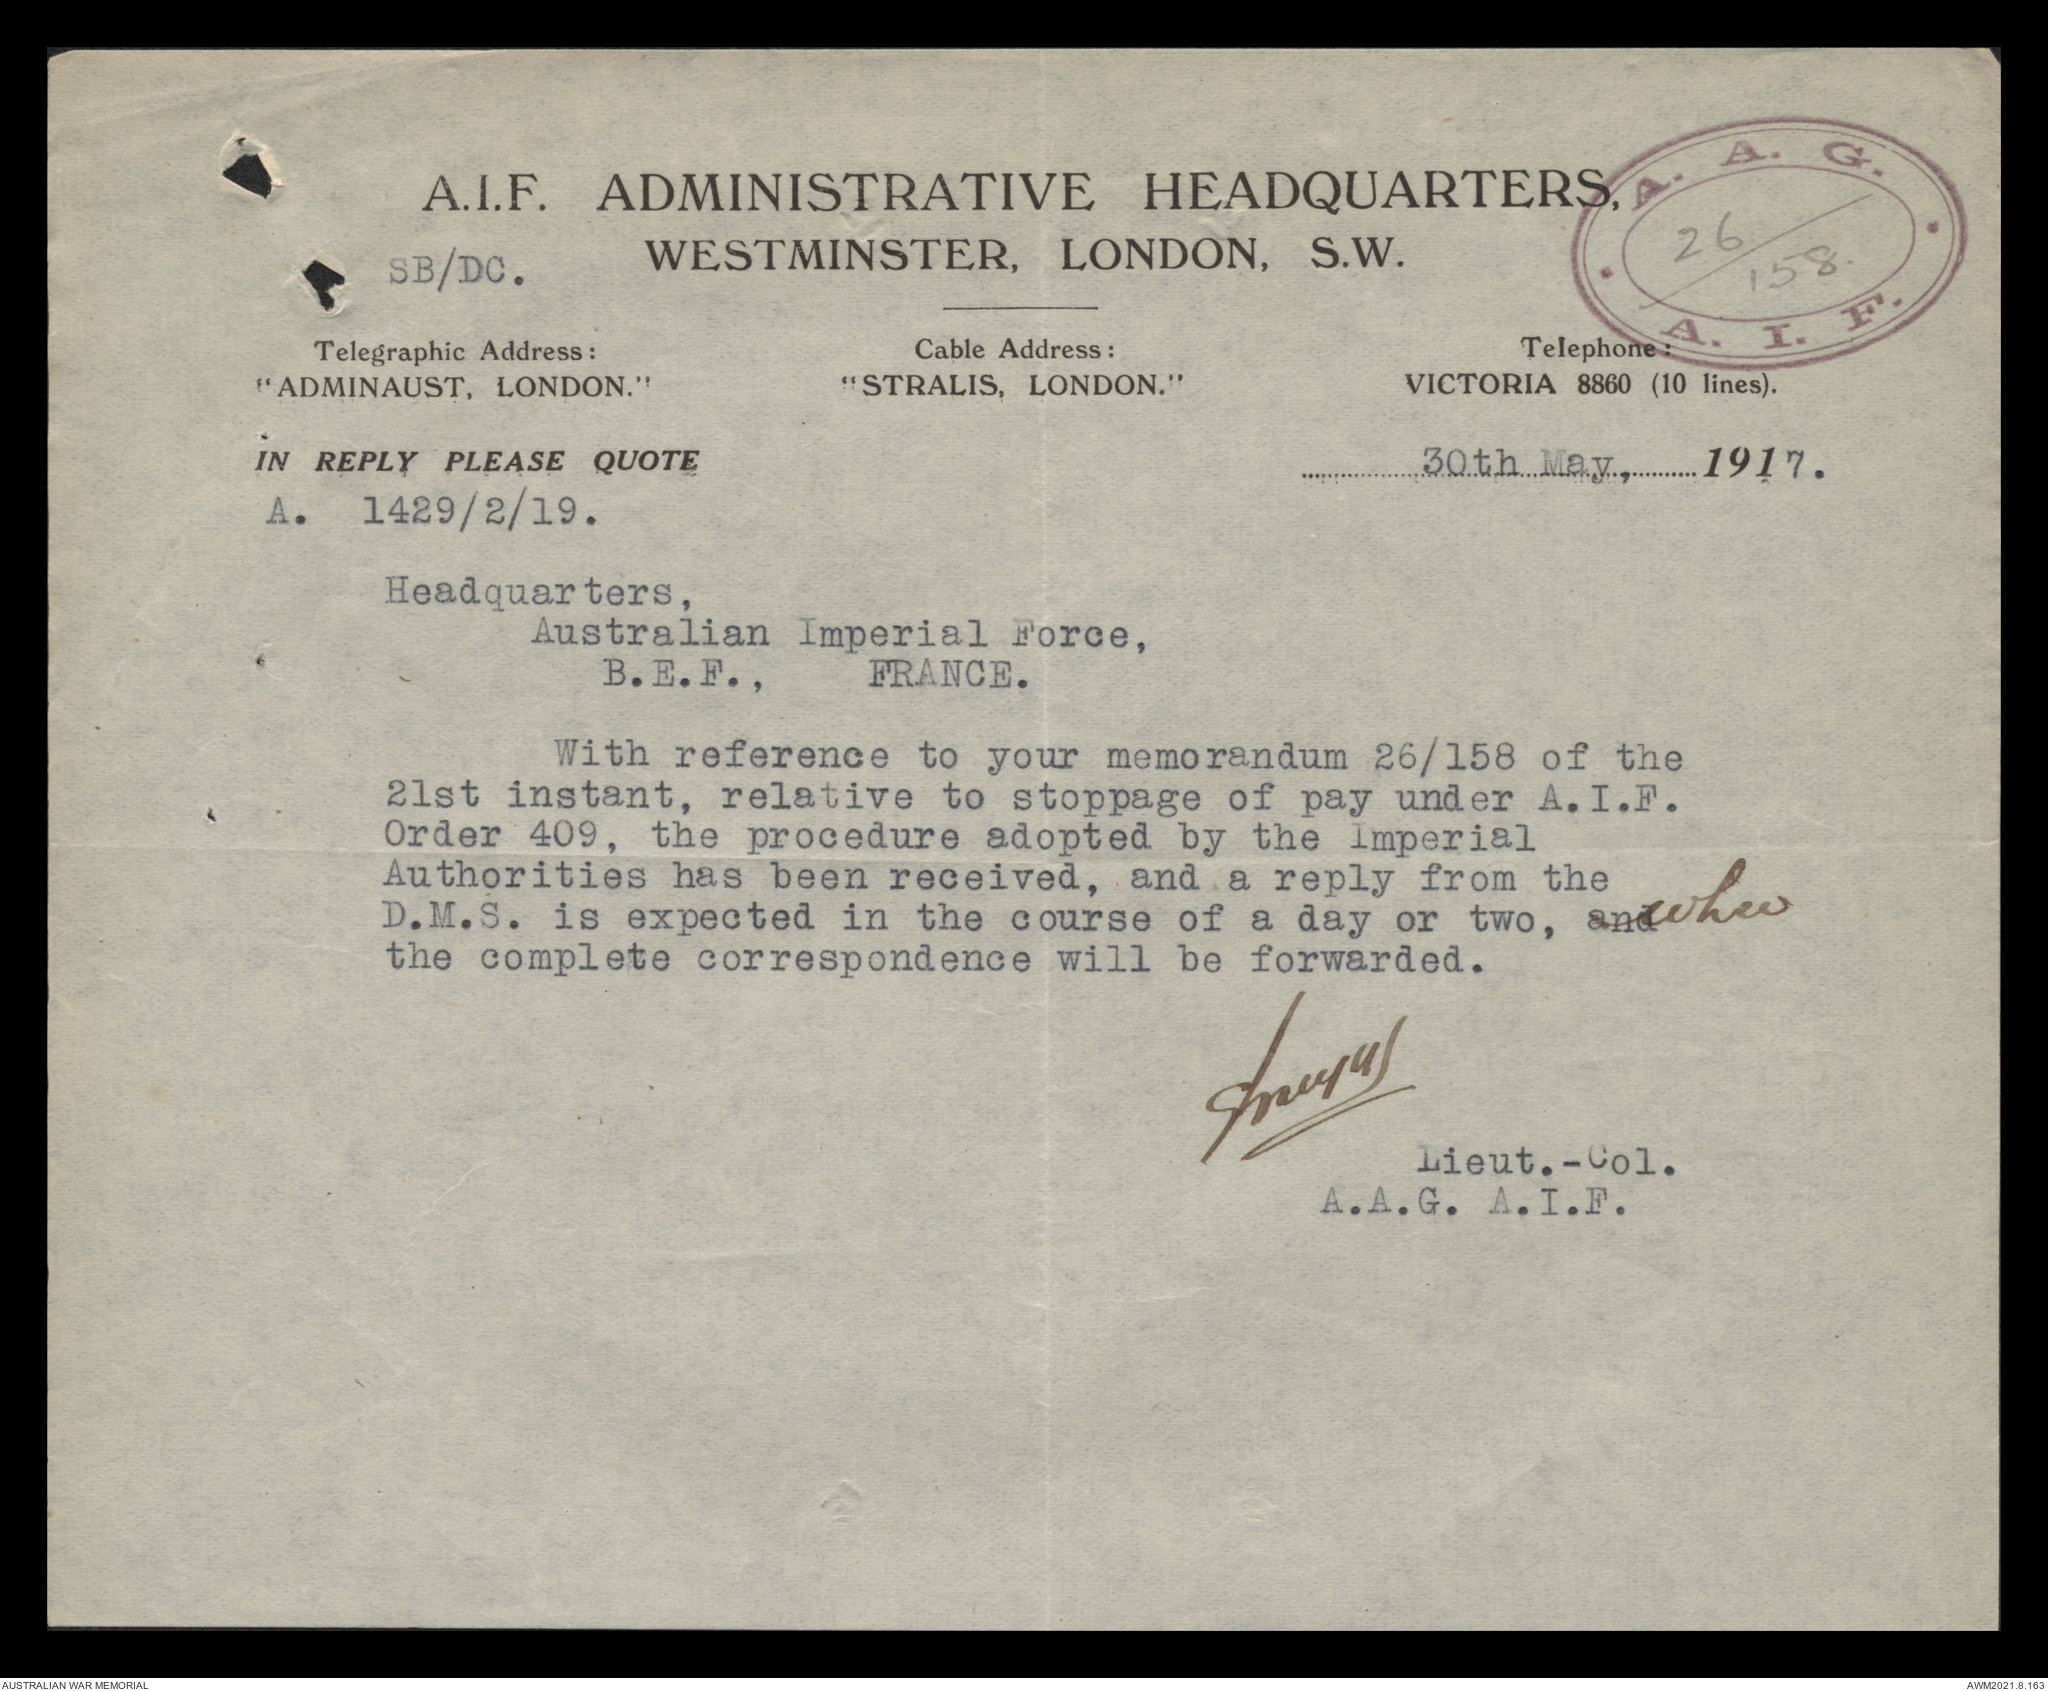 A.I.F. ADMINISTRATIVE HEADQUARTERS,
WESTMINSTER, LONDON, S.W.
SB/DC.
A. A. G.
26/158.
A. I. F.
Telegraphic Address:
"ADMINAUST, LONDON."
Cable Address:
"STRALIS, LONDON."
Telephone:
VICTORIA 8860 (10 lines).
IN REPLY PLEASE QUOTE
A. 1429/2/19.
30th May, 1917.
Headquarters,
Australian Imperial Force,
B.E.F., FRANCE.
With reference to your memorandum 26/158 of the
21st instant, relative to stoppage of pay under A.I.F.
Order 409, the procedure adopted by the Imperial
Authorities has been received, and a reply from the
D.M.S. is expected in the course of a day or two, and when
the complete correspondence will be forwarded.
Lieut.-Col.
A.A.G. A.I.F.
AUSTRALIAN WAR MEMORIAL
AWM2021.8.163